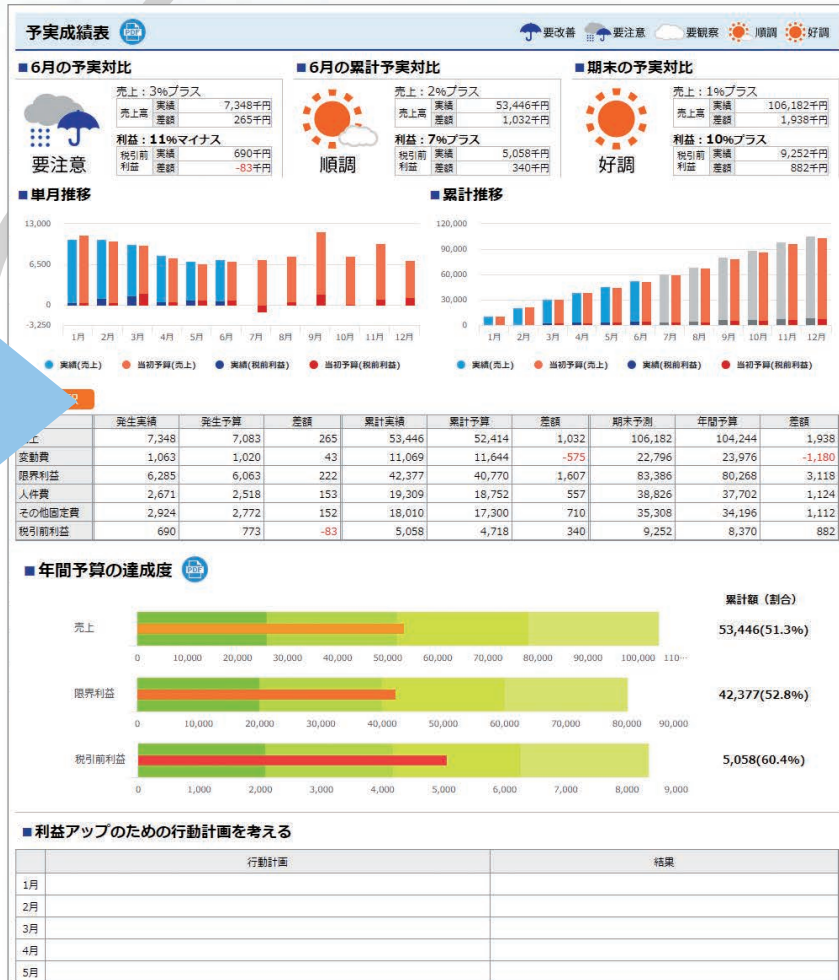 予実成績表 PDF 要改善 要注意 要観察 順調 好調
■6月の予実対比
要注意
売上：3%プラス
売上高 実績 7,348千円
差額 265千円
利益：11%マイナス
税引前利益 実績 690千円
差額 -83千円
■6月の累計予実対比
順調
売上：2%プラス
売上高 実績 53,446千円
差額 1,032千円
利益：7%プラス
税引前利益 実績 5,058千円
差額 340千円
■期末の予実対比
好調
売上：1%プラス
売上高 実績 106,182千円
差額 1,938千円
利益：10%プラス
税引前利益 実績 9,252千円
差額 882千円
■単月推移
13,000
6,500
0
-3,250
1月 2月 3月 4月 5月 6月 7月 8月 9月 10月 11月 12月
実績(売上) 当初予算(売上) 実績(税前利益) 当初予算(税前利益)
■累計推移
120,000
90,000
60,000
30,000
0
1月 2月 3月 4月 5月 6月 7月 8月 9月 10月 11月 12月
実績(売上) 当初予算(売上) 実績(税前利益) 当初予算(税前利益)
発生実績 発生予算 差額 累計実績 累計予算 差額 期末予測 年間予算 差額
上 7,348 7,083 265 53,446 52,414 1,032 106,182 104,244 1,938
変動費 1,063 1,020 43 11,069 11,644 -575 22,796 23,976 -1,180
限界利益 6,285 6,063 222 42,377 40,770 1,607 83,386 80,268 3,118
人件費 2,671 2,518 153 19,309 18,752 557 38,826 37,702 1,124
その他固定費 2,924 2,772 152 18,010 17,300 710 35,308 34,196 1,112
税引前利益 690 773 -83 5,058 4,718 340 9,252 8,370 882
■年間予算の達成度 PDF
累計額（割合）
売上 53,446(51.3%)
0 10,000 20,000 30,000 40,000 50,000 60,000 70,000 80,000 90,000 100,000 110…
限界利益 42,377(52.8%)
0 10,000 20,000 30,000 40,000 50,000 60,000 70,000 80,000 90,000
税引前利益 5,058(60.4%)
0 1,000 2,000 3,000 4,000 5,000 6,000 7,000 8,000 9,000
■利益アップのための行動計画を考える
行動計画 結果
1月
2月
3月
4月
5月